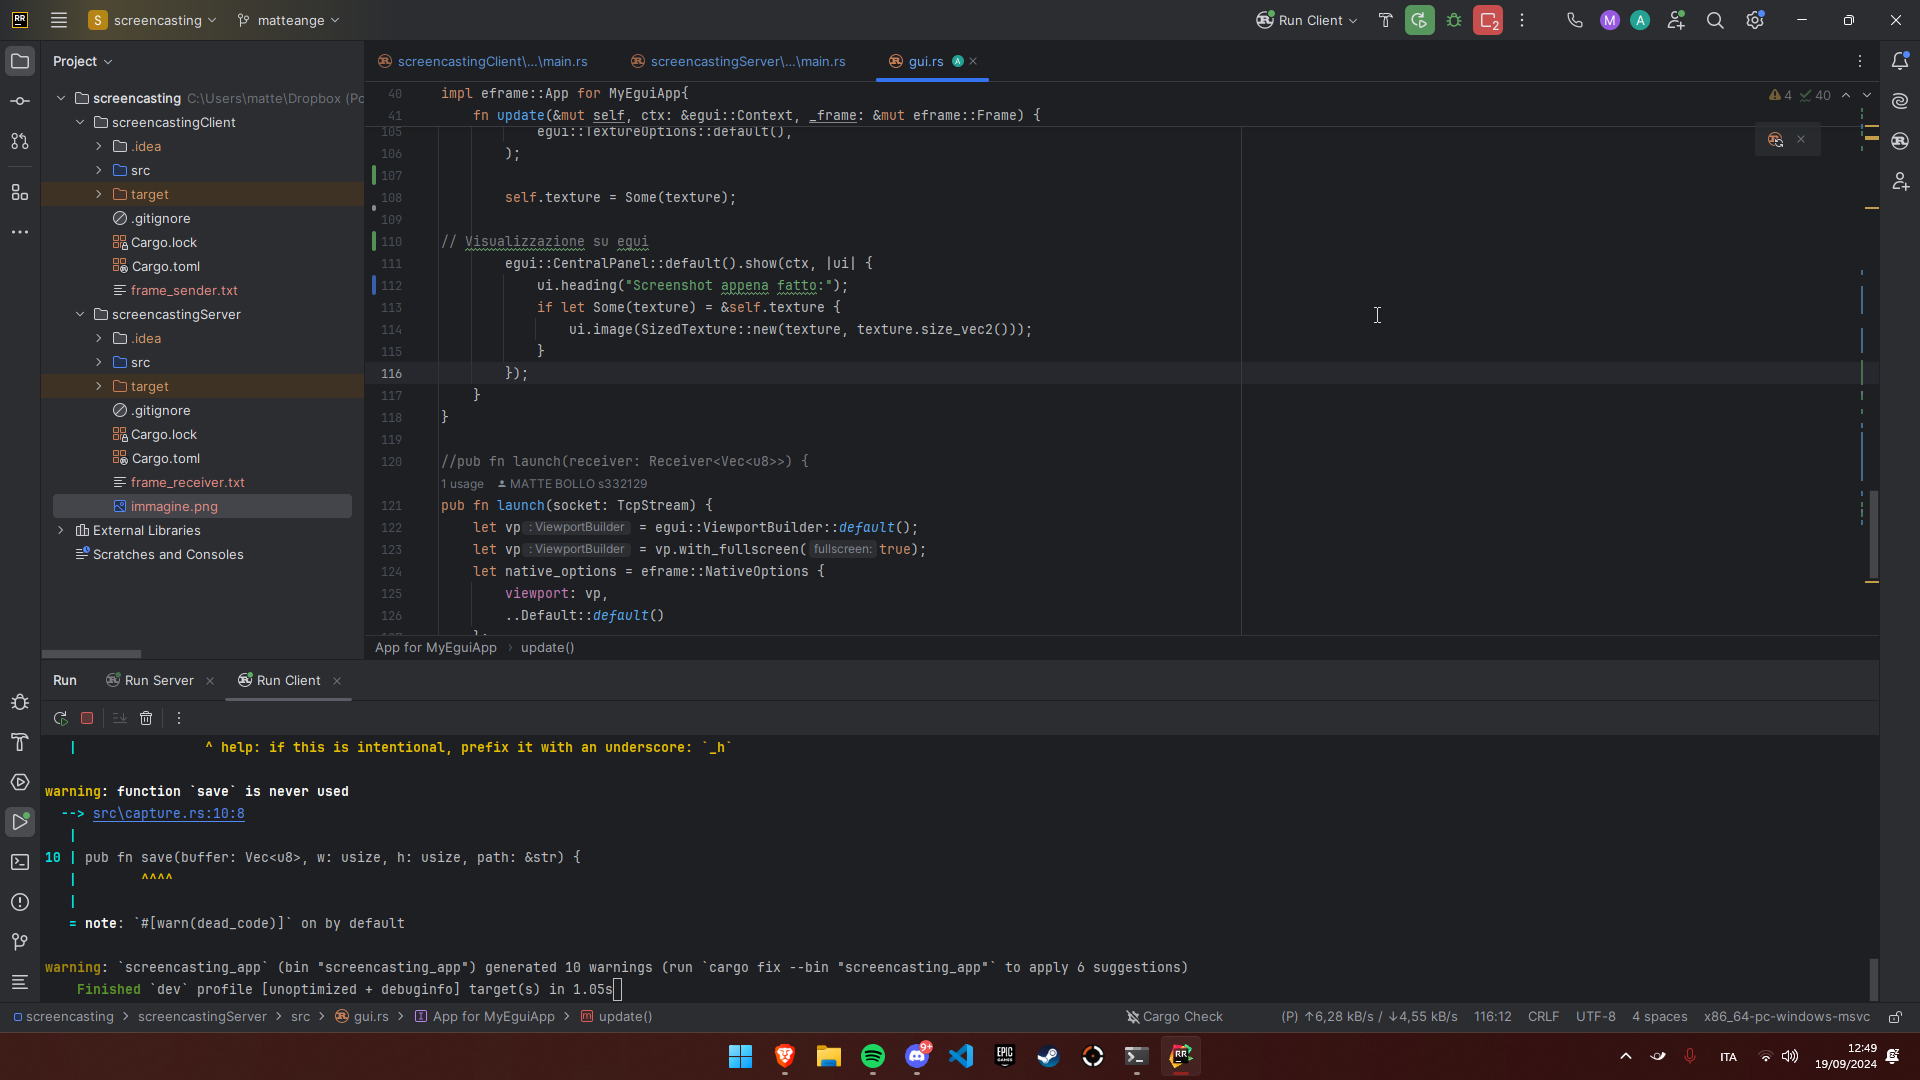 RR
S screencasting
matteange
Run Client
2
M
A
Project
screencasting C:\Users\matte\Dropbox (Pc
screencastingClient
.idea
src
target
.gitignore
Cargo.lock
Cargo.toml
frame_sender.txt
screencastingServer
.idea
src
target
.gitignore
Cargo.lock
Cargo.toml
frame_receiver.txt
immagine.png
External Libraries
Scratches and Consoles
screencastingClient\...\main.rs
screencastingServer\...\main.rs
gui.rs A
4 40
40 impl eframe::App for MyEguiApp{
41 fn update(&mut self, ctx: &egui::Context, _frame: &mut eframe::Frame) {
105 egui::TextureOptions::default(),
106 );
107
108 self.texture = Some(texture);
109
110 // Visualizzazione su egui
111 egui::CentralPanel::default().show(ctx, |ui| {
112 ui.heading("Screenshot appena fatto:");
113 if let Some(texture) = &self.texture {
114 ui.image(SizedTexture::new(texture, texture.size_vec2()));
115 }
116 });
117 }
118 }
119
120 //pub fn launch(receiver: Receiver<Vec<u8>>) {
1 usage MATTE BOLLO s332129
121 pub fn launch(socket: TcpStream) {
122 let vp : ViewportBuilder = egui::ViewportBuilder::default();
123 let vp : ViewportBuilder = vp.with_fullscreen( fullscreen: true);
124 let native_options = eframe::NativeOptions {
125 viewport: vp,
126 ..Default::default()
App for MyEguiApp › update()
Run
Run Server
Run Client
| ^ help: if this is intentional, prefix it with an underscore: `_h`
warning: function `save` is never used
--> src\capture.rs:10:8
|
10 | pub fn save(buffer: Vec<u8>, w: usize, h: usize, path: &str) {
| ^^^^
|
= note: `#[warn(dead_code)]` on by default
warning: `screencasting_app` (bin "screencasting_app") generated 10 warnings (run `cargo fix --bin "screencasting_app"` to apply 6 suggestions)
Finished `dev` profile [unoptimized + debuginfo] target(s) in 1.05s
screencasting › screencastingServer › src › gui.rs › App for MyEguiApp › update()
Cargo Check
(P) ↑6,28 kB/s / ↓4,55 kB/s
116:12
CRLF
UTF-8
4 spaces
x86_64-pc-windows-msvc
9+
EPIC GAMES
RR
ITA
12:49
19/09/2024